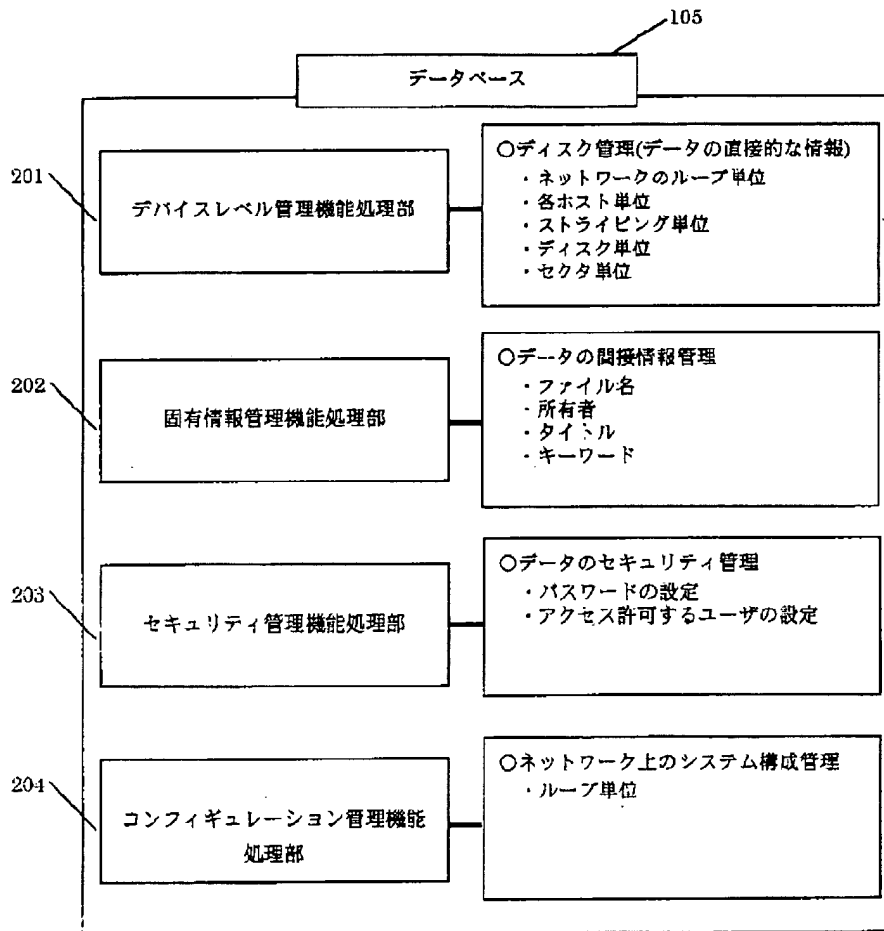 105
データベース
201
デバイスレベル管理機能処理部
○ディスク管理(データの直接的な情報)
・ネットワークのループ単位
・各ホスト単位
・ストライピング単位
・ディスク単位
・セクタ単位
202
固有情報管理機能処理部
○データの間接情報管理
・ファイル名
・所有者
・タイトル
・キーワード
203
セキュリティ管理機能処理部
○データのセキュリティ管理
・パスワードの設定
・アクセス許可するユーザの設定
204
コンフィギュレーション管理機能
処理部
○ネットワーク上のシステム構成管理
・ループ単位